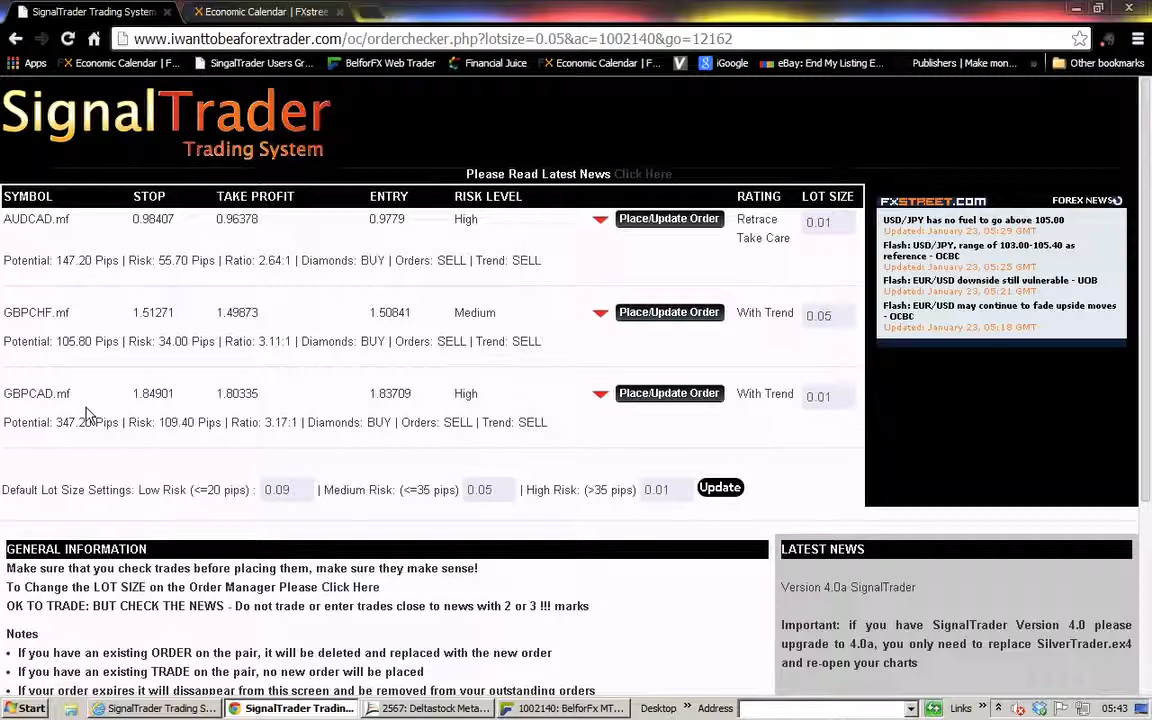 SignalTrader Trading System
Economic Calendar | FXstree
www.iwanttobeaforextrader.com/oc/orderchecker.php?lotsize=0.05&ac=1002140&go=12162
Apps
Economic Calendar | F...
SingalTrader Users Gr...
BelforFX Web Trader
Financial Juice
Economic Calendar | F...
iGoogle
eBay: End My Listing E...
Publishers | Make mon...
Other bookmarks
SignalTrader
Trading System
Please Read Latest News Click Here
SYMBOL STOP TAKE PROFIT ENTRY RISK LEVEL RATING LOT SIZE
AUDCAD.mf 0.98407 0.96378 0.9779 High Place/Update Order Retrace Take Care 0.01
Potential: 147.20 Pips | Risk: 55.70 Pips | Ratio: 2.64:1 | Diamonds: BUY | Orders: SELL | Trend: SELL
GBPCHF.mf 1.51271 1.49873 1.50841 Medium Place/Update Order With Trend 0.05
Potential: 105.80 Pips | Risk: 34.00 Pips | Ratio: 3.11:1 | Diamonds: BUY | Orders: SELL | Trend: SELL
GBPCAD.mf 1.84901 1.80335 1.83709 High Place/Update Order With Trend 0.01
Potential: 347.20 Pips | Risk: 109.40 Pips | Ratio: 3.17:1 | Diamonds: BUY | Orders: SELL | Trend: SELL
Default Lot Size Settings: Low Risk (<=20 pips) : 0.09 | Medium Risk: (<=35 pips) 0.05 | High Risk: (>35 pips) 0.01 Update
FXSTREET.COM FOREX NEWS
USD/JPY has no fuel to go above 105.00
Updated: January 23, 05:29 GMT
Flash: USD/JPY, range of 103.00-105.40 as
reference - OCBC
Updated: January 23, 05:25 GMT
Flash: EUR/USD downside still vulnerable - UOB
Updated: January 23, 05:21 GMT
Flash: EUR/USD may continue to fade upside moves
- OCBC
Updated: January 23, 05:18 GMT
GENERAL INFORMATION
Make sure that you check trades before placing them, make sure they make sense!
To Change the LOT SIZE on the Order Manager Please Click Here
OK TO TRADE: BUT CHECK THE NEWS - Do not trade or enter trades close to news with 2 or 3 !!! marks
Notes
• If you have an existing ORDER on the pair, it will be deleted and replaced with the new order
• If you have an existing TRADE on the pair, no new order will be placed
• If your order expires it will dissappear from this screen and be removed from your outstanding orders
LATEST NEWS
Version 4.0a SignalTrader
Important: if you have SignalTrader Version 4.0 please
upgrade to 4.0a, you only need to replace SilverTrader.ex4
and re-open your charts
Start
SignalTrader Trading S...
SignalTrader Tradin...
2567: Deltastock Meta...
1002140: BelforFx MT...
Desktop
Address
Links
05:43